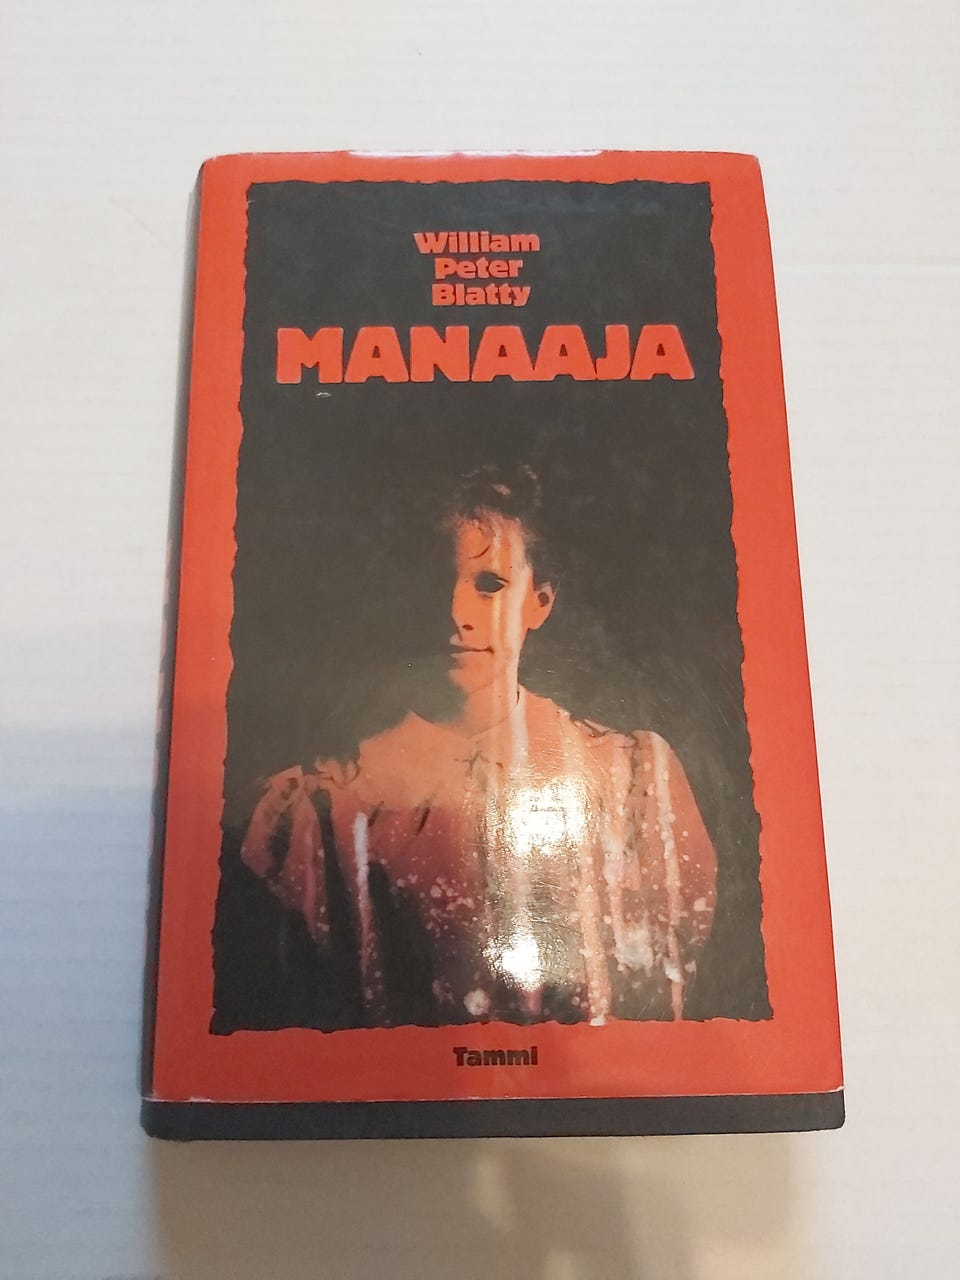 William
Peter
Blatty
MANAAJA
Tammi